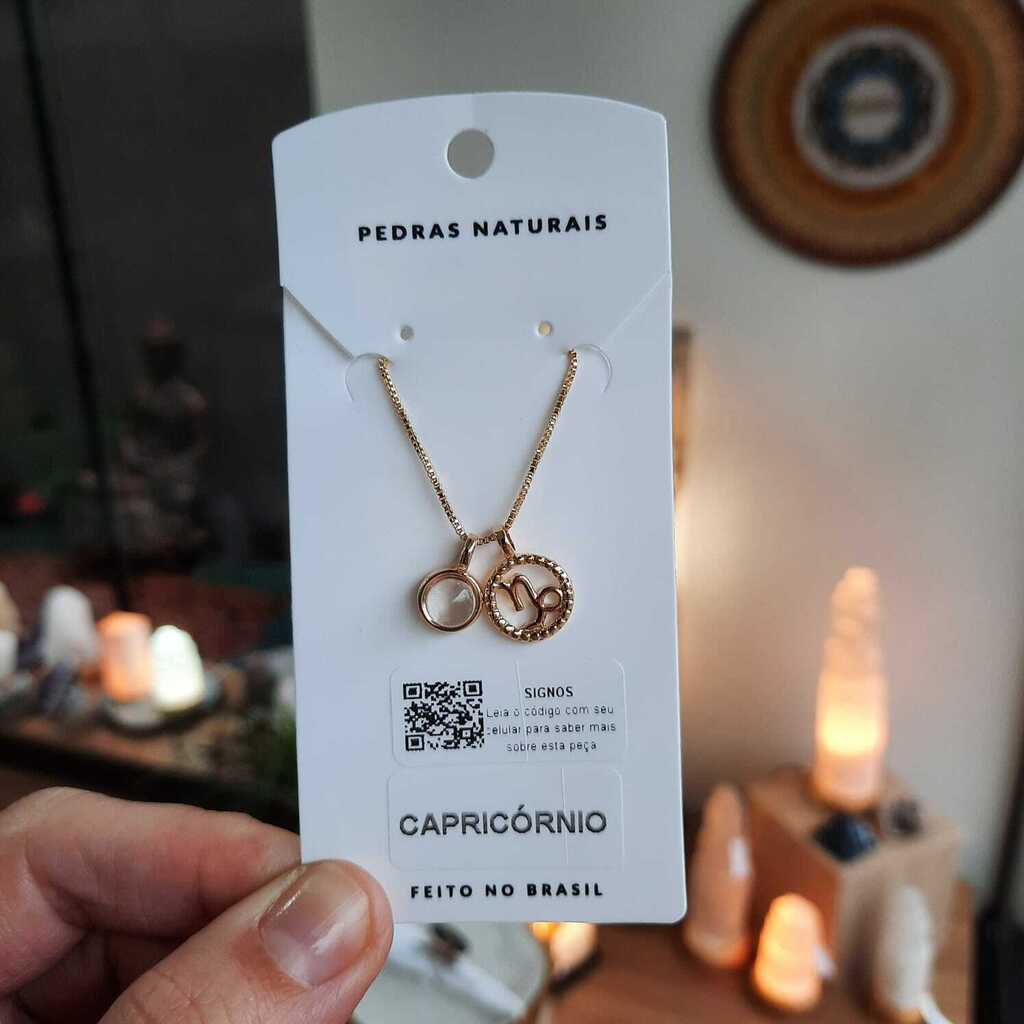 PEDRAS NATURAIS
SIGNOS
Leia o código com seu
celular para saber mais
sobre esta peça
CAPRICÓRNIO
FEITO NO BRASIL